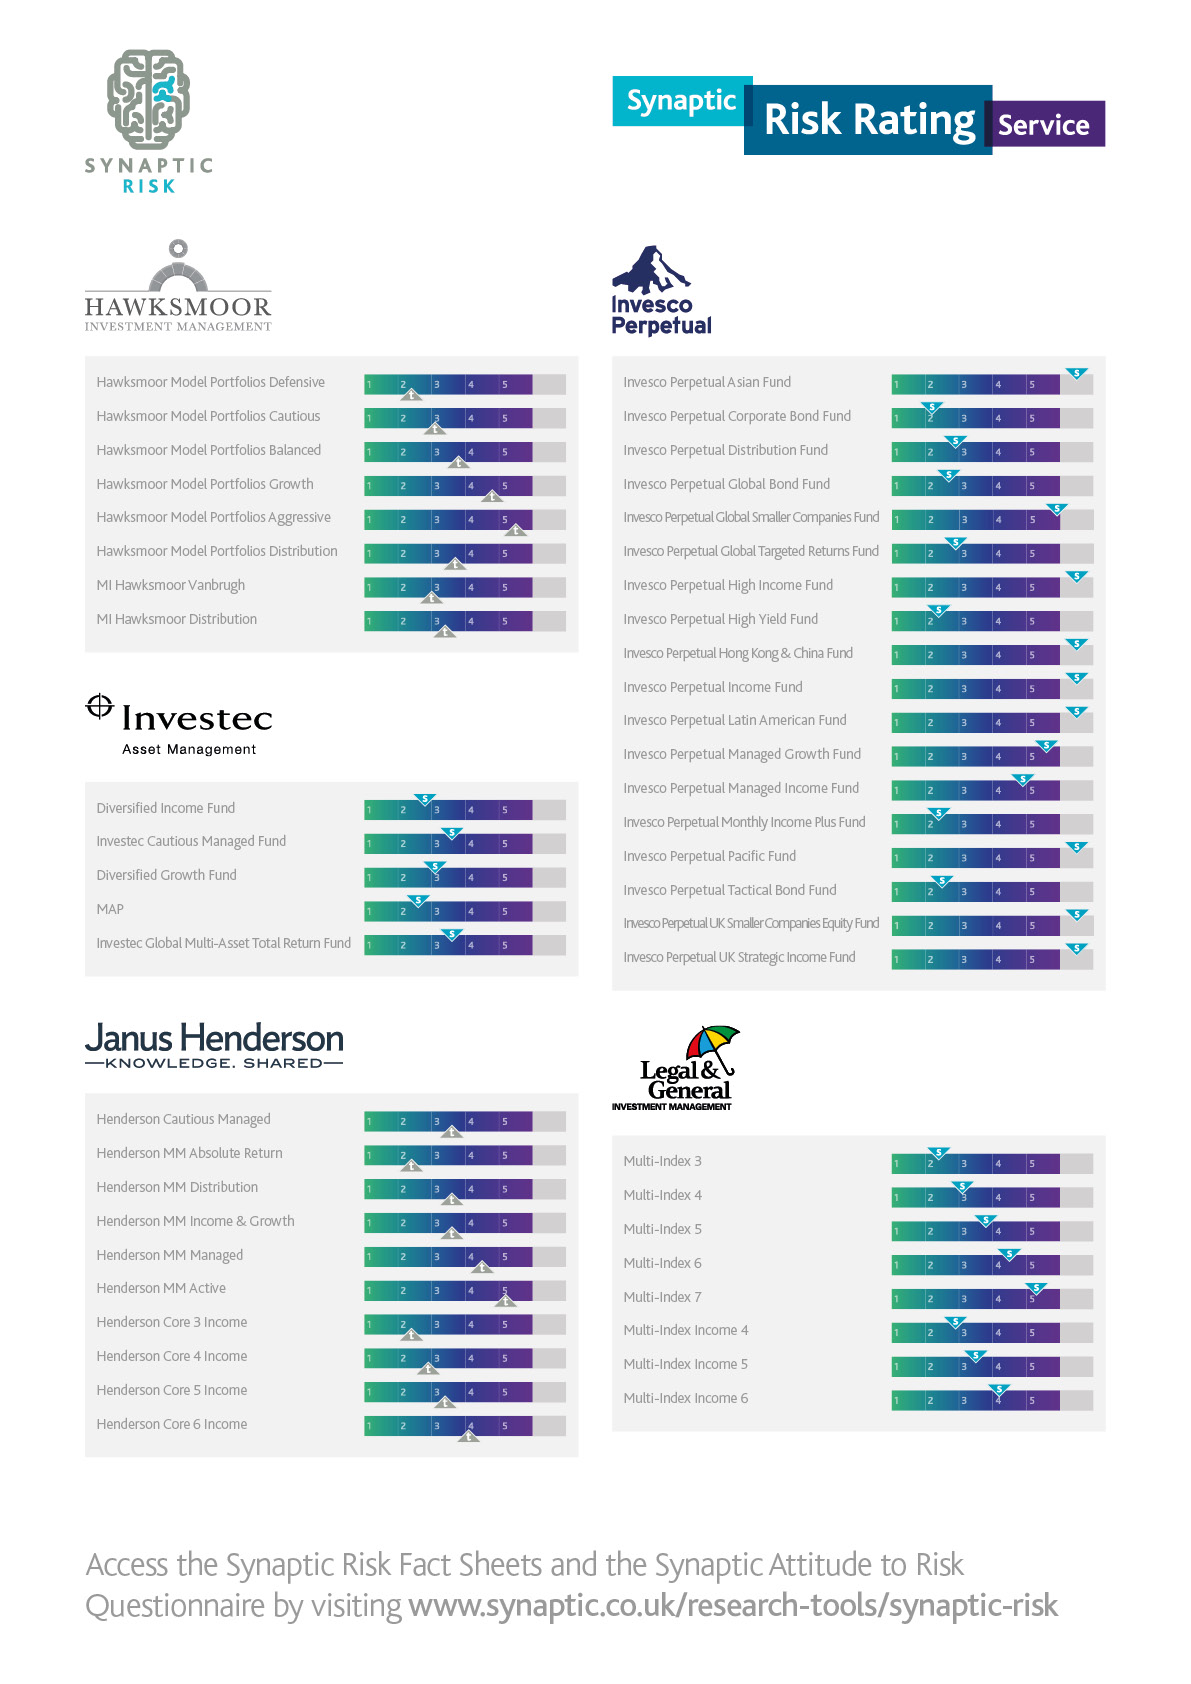 SYNAPTIC
RISK
Synaptic Risk Rating Service
HAWKSMOOR
INVESTMENT MANAGEMENT
Hawksmoor Model Portfolios Defensive 1 2 3 4 5 t
Hawksmoor Model Portfolios Cautious 1 2 3 4 5 t
Hawksmoor Model Portfolios Balanced 1 2 3 4 5 t
Hawksmoor Model Portfolios Growth 1 2 3 4 5 t
Hawksmoor Model Portfolios Aggressive 1 2 3 4 5 t
Hawksmoor Model Portfolios Distribution 1 2 3 4 5 t
MI Hawksmoor Vanbrugh 1 2 3 4 5 t
MI Hawksmoor Distribution 1 2 3 4 5 t
Investec
Asset Management
Diversified Income Fund 1 2 3 4 5 s
Investec Cautious Managed Fund 1 2 3 4 5 s
Diversified Growth Fund 1 2 3 4 5 s
MAP 1 2 3 4 5 s
Investec Global Multi-Asset Total Return Fund 1 2 3 4 5 s
Janus Henderson
KNOWLEDGE. SHARED
Henderson Cautious Managed 1 2 3 4 5 t
Henderson MM Absolute Return 1 2 3 4 5 t
Henderson MM Distribution 1 2 3 4 5 t
Henderson MM Income & Growth 1 2 3 4 5 t
Henderson MM Managed 1 2 3 4 5 t
Henderson MM Active 1 2 3 4 5 t
Henderson Core 3 Income 1 2 3 4 5 t
Henderson Core 4 Income 1 2 3 4 5 t
Henderson Core 5 Income 1 2 3 4 5 t
Henderson Core 6 Income 1 2 3 4 5 t
Invesco
Perpetual
Invesco Perpetual Asian Fund 1 2 3 4 5 s
Invesco Perpetual Corporate Bond Fund 1 2 3 4 5 s
Invesco Perpetual Distribution Fund 1 2 3 4 5 s
Invesco Perpetual Global Bond Fund 1 2 3 4 5 s
Invesco Perpetual Global Smaller Companies Fund 1 2 3 4 5 s
Invesco Perpetual Global Targeted Returns Fund 1 2 3 4 5 s
Invesco Perpetual High Income Fund 1 2 3 4 5 s
Invesco Perpetual High Yield Fund 1 2 3 4 5 s
Invesco Perpetual Hong Kong & China Fund 1 2 3 4 5 s
Invesco Perpetual Income Fund 1 2 3 4 5 s
Invesco Perpetual Latin American Fund 1 2 3 4 5 s
Invesco Perpetual Managed Growth Fund 1 2 3 4 5 s
Invesco Perpetual Managed Income Fund 1 2 3 4 5 s
Invesco Perpetual Monthly Income Plus Fund 1 2 3 4 5 s
Invesco Perpetual Pacific Fund 1 2 3 4 5 s
Invesco Perpetual Tactical Bond Fund 1 2 3 4 5 s
Invesco Perpetual UK Smaller Companies Equity Fund 1 2 3 4 5 s
Invesco Perpetual UK Strategic Income Fund 1 2 3 4 5 s
Legal &
General
INVESTMENT MANAGEMENT
Multi-Index 3 1 2 3 4 5 s
Multi-Index 4 1 2 3 4 5 s
Multi-Index 5 1 2 3 4 5 s
Multi-Index 6 1 2 3 4 5 s
Multi-Index 7 1 2 3 4 5 s
Multi-Index Income 4 1 2 3 4 5 s
Multi-Index Income 5 1 2 3 4 5 s
Multi-Index Income 6 1 2 3 4 5 s
Access the Synaptic Risk Fact Sheets and the Synaptic Attitude to Risk
Questionnaire by visiting www.synaptic.co.uk/research-tools/synaptic-risk